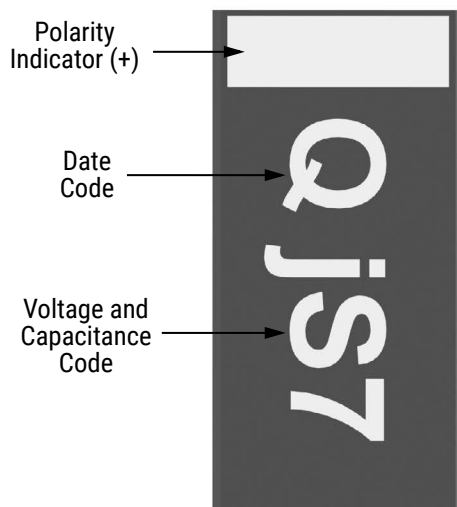 Polarity
Indicator (+)
Date
Code
Voltage and
Capacitance
Code
Q jS7